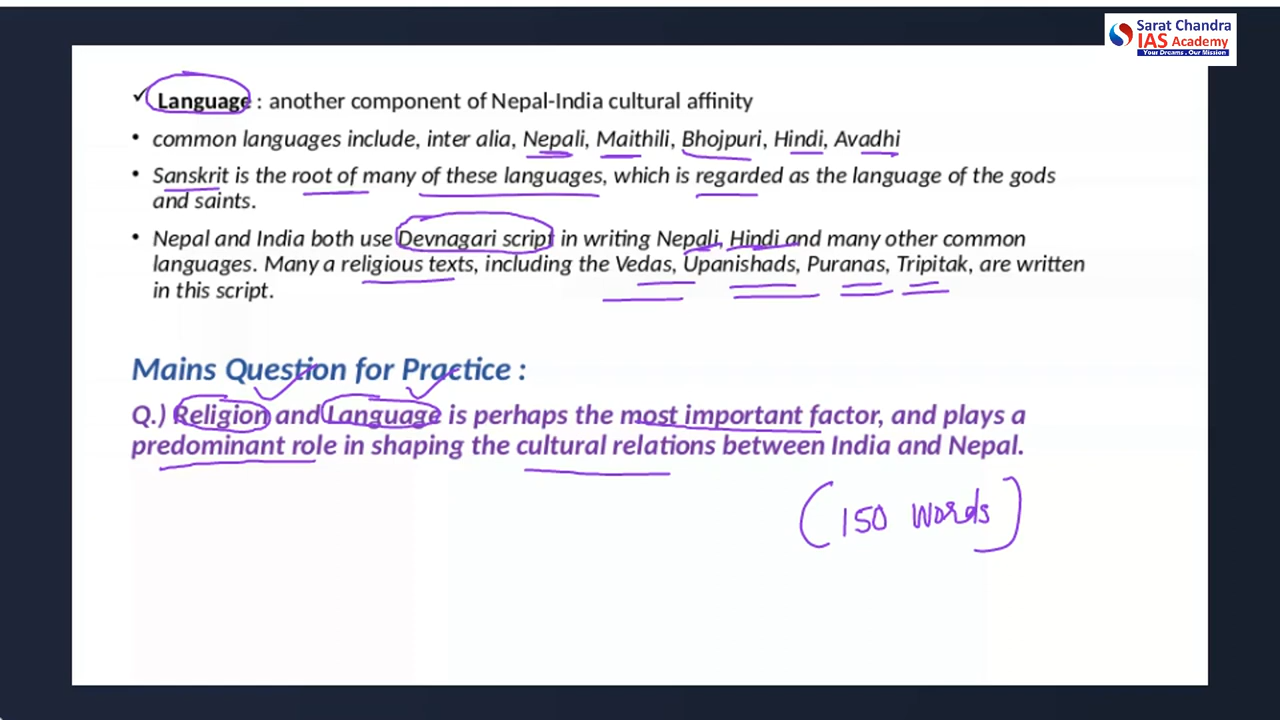 Sarat Chandra
IAS Academy
Your Dreams . Our Mission
✓ Language : another component of Nepal-India cultural affinity
• common languages include, inter alia, Nepali, Maithili, Bhojpuri, Hindi, Avadhi
• Sanskrit is the root of many of these languages, which is regarded as the language of the gods
and saints.
• Nepal and India both use Devnagari script in writing Nepali, Hindi and many other common
languages. Many a religious texts, including the Vedas, Upanishads, Puranas, Tripitak, are written
in this script.
Mains Question for Practice :
Q.) Religion and Language is perhaps the most important factor, and plays a
predominant role in shaping the cultural relations between India and Nepal.
(150 words)